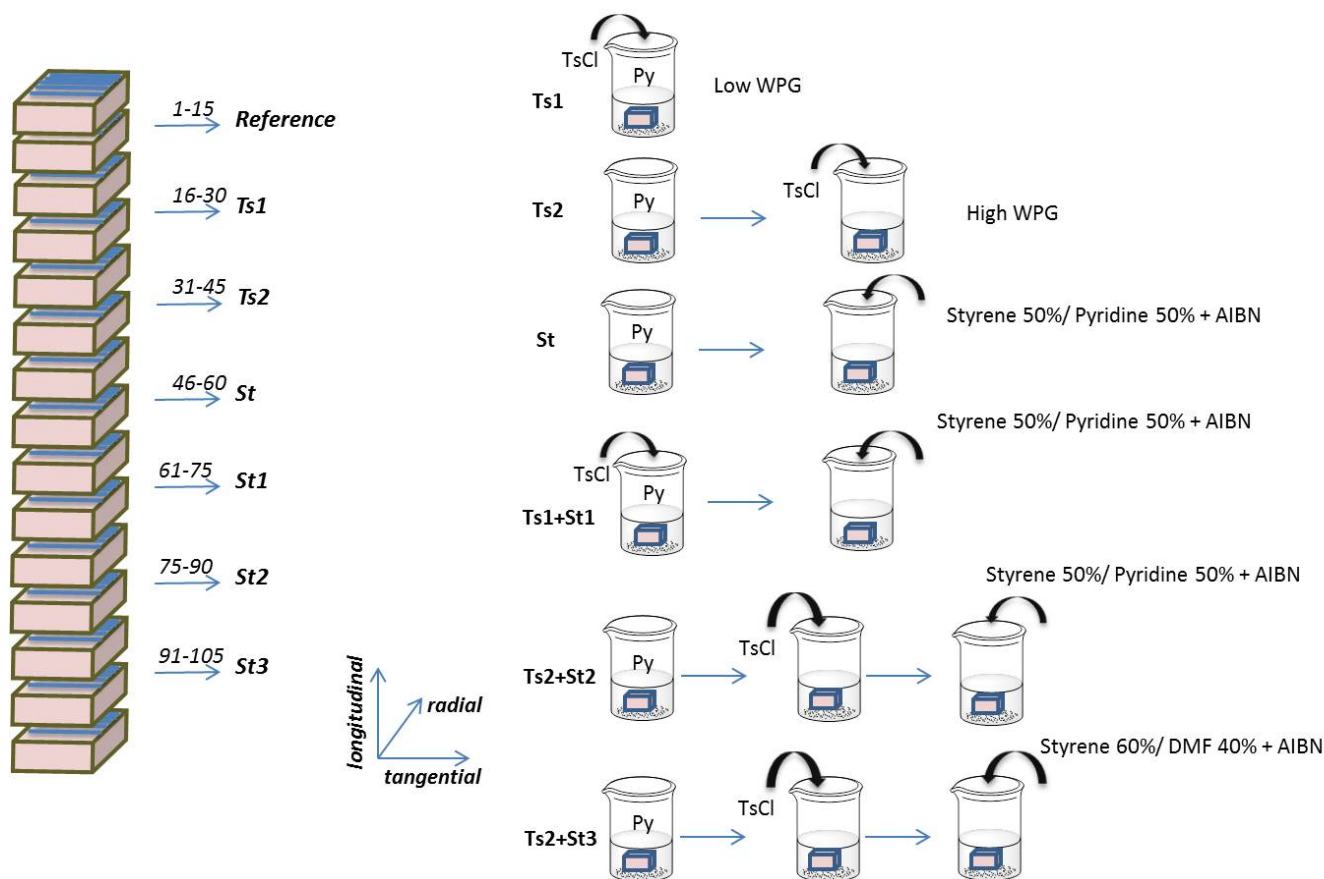 1-15
Reference
16-30
Ts1
31-45
Ts2
46-60
St
61-75
St1
75-90
St2
91-105
St3
longitudinal
radial
tangential
TsCl
Py
Low WPG
Ts1
Ts2
Py
TsCl
High WPG
St
Py
Styrene 50%/ Pyridine 50% + AIBN
Styrene 50%/ Pyridine 50% + AIBN
TsCl
Py
Ts1+St1
Styrene 50%/ Pyridine 50% + AIBN
Ts2+St2
Py
TsCl
Styrene 60%/ DMF 40% + AIBN
Ts2+St3
Py
TsCl